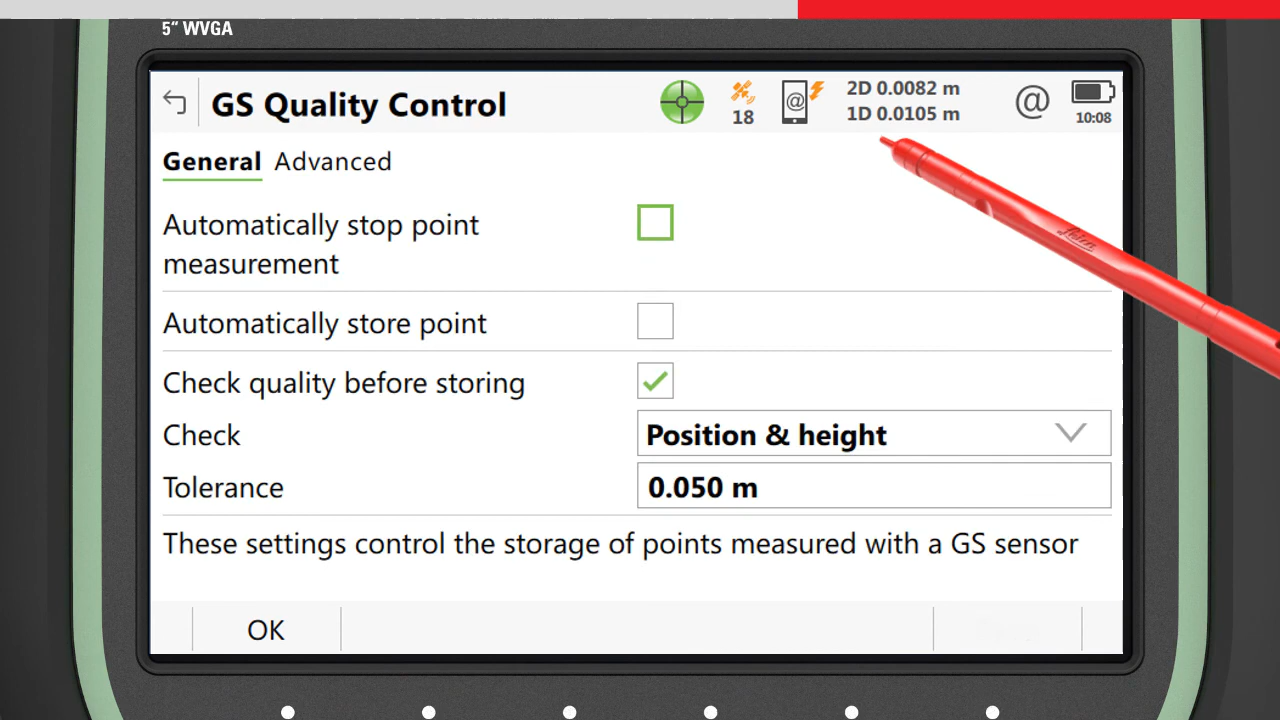 5“ WVGA
GS Quality Control
18
@
2D 0.0082 m
1D 0.0105 m
@
10:08
General Advanced
Automatically stop point
measurement
Automatically store point
Check quality before storing
Check
Position & height
Tolerance
0.050 m
These settings control the storage of points measured with a GS sensor
OK
Leica